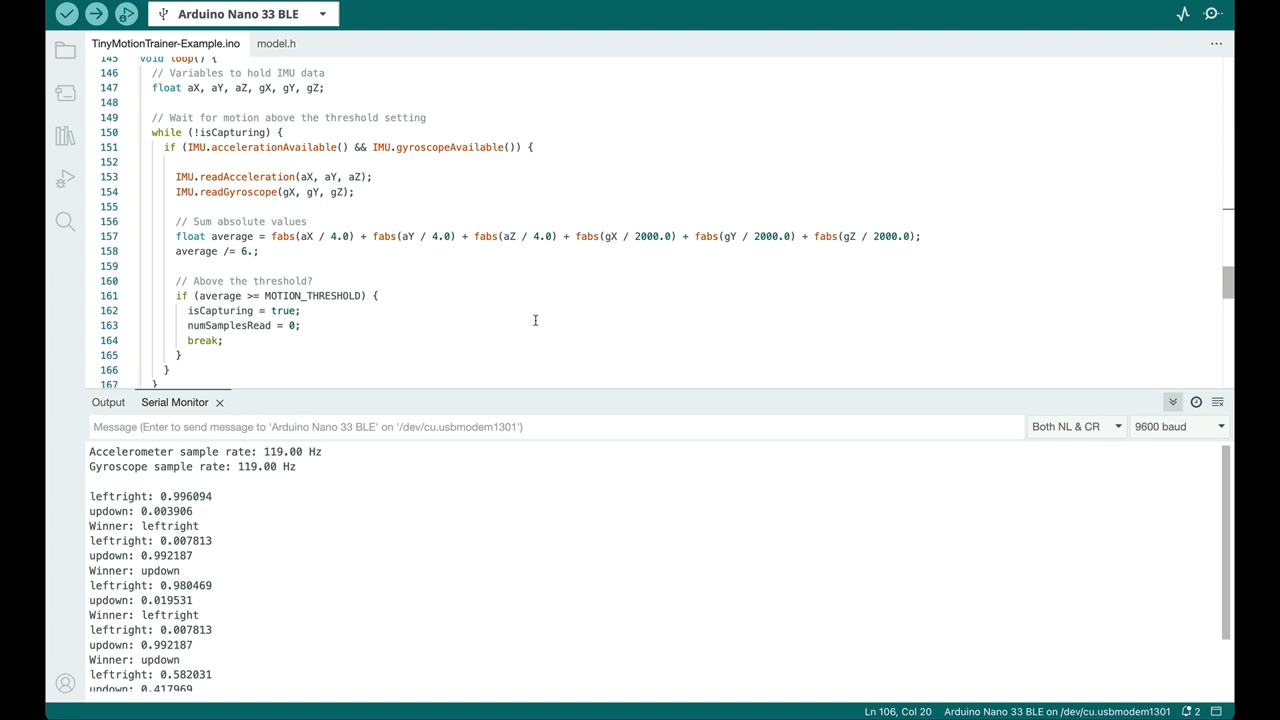 Arduino Nano 33 BLE
TinyMotionTrainer-Example.ino model.h
145 void loop() {
146 // Variables to hold IMU data
147 float aX, aY, aZ, gX, gY, gZ;
148
149 // Wait for motion above the threshold setting
150 while (!isCapturing) {
151 if (IMU.accelerationAvailable() && IMU.gyroscopeAvailable()) {
152
153 IMU.readAcceleration(aX, aY, aZ);
154 IMU.readGyroscope(gX, gY, gZ);
155
156 // Sum absolute values
157 float average = fabs(aX / 4.0) + fabs(aY / 4.0) + fabs(aZ / 4.0) + fabs(gX / 2000.0) + fabs(gY / 2000.0) + fabs(gZ / 2000.0);
158 average /= 6.;
159
160 // Above the threshold?
161 if (average >= MOTION_THRESHOLD) {
162 isCapturing = true;
163 numSamplesRead = 0;
164 break;
165 }
166 }
167 }
Output Serial Monitor
Message (Enter to send message to 'Arduino Nano 33 BLE' on '/dev/cu.usbmodem1301') Both NL & CR 9600 baud
Accelerometer sample rate: 119.00 Hz
Gyroscope sample rate: 119.00 Hz
leftright: 0.996094
updown: 0.003906
Winner: leftright
leftright: 0.007813
updown: 0.992187
Winner: updown
leftright: 0.980469
updown: 0.019531
Winner: leftright
leftright: 0.007813
updown: 0.992187
Winner: updown
leftright: 0.582031
updown: 0.417969
Ln 106, Col 20 Arduino Nano 33 BLE on /dev/cu.usbmodem1301 2